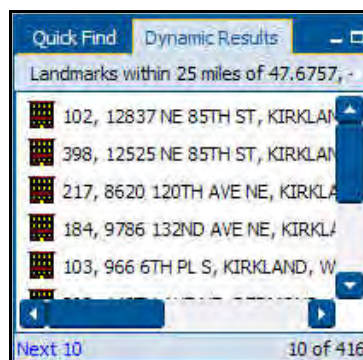 Quick Find Dynamic Results
Landmarks within 25 miles of 47.6757, -
102, 12837 NE 85TH ST, KIRKLAN
398, 12525 NE 85TH ST, KIRKLAN
217, 8620 120TH AVE NE, KIRKLA
184, 9786 132ND AVE NE, KIRKLA
103, 966 6TH PL S, KIRKLAND, W
Next 10 10 of 416